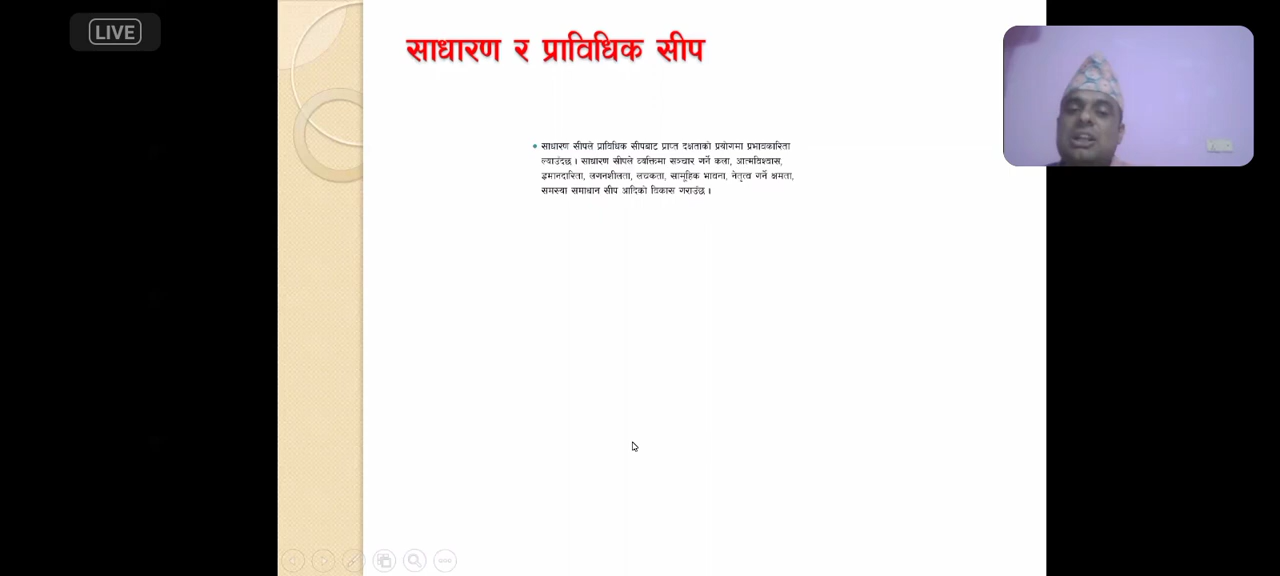 LIVE
साधारण र प्राविधिक सीप
साधारण सीपले प्राविधिक सीपबाट प्राप्त दक्षताको प्रयोगमा प्रभावकारिता
ल्याउंदछ । साधारण सीपले व्यक्तिमा सञ्चार गर्ने कला, आत्मविश्वास,
इमानदारिता, लगनशीलता, लचकता, सामूहिक भावना, नेतृत्व गर्ने क्षमता,
समस्या समाधान सीप आदिको विकास गराउंछ ।